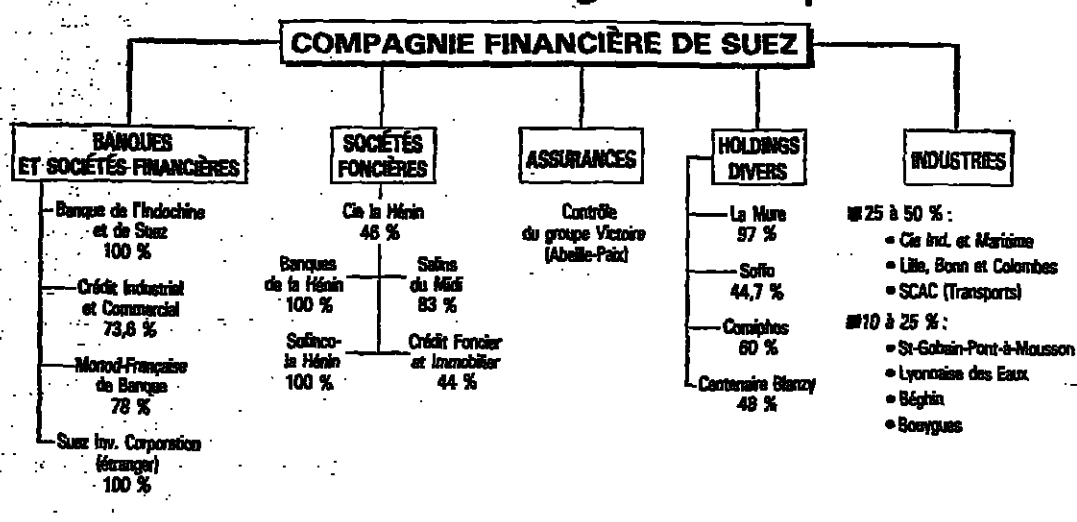 COMPAGNIE FINANCIÈRE DE SUEZ
BANQUES
ET SOCIÉTÉS FINANCIÈRES
Banque de l'Indochine
et de Suez
100 %
Crédit Industriel
et Commercial
73,6 %
Monod-Française
de Banque
78 %
Suez Inv. Corporation
(étranger)
100 %
SOCIÉTÉS
FONCIÈRES
Cie la Hénin
46 %
Banques
de la Hénin
100 %
Salins
du Midi
83 %
Sofinco-
la Hénin
100 %
Crédit Foncier
et Immobilier
44 %
ASSURANCES
Contrôle
du groupe Victoire
(Abeille-Paix)
HOLDINGS
DIVERS
La Mure
97 %
Soffo
44,7 %
Comiphos
60 %
Centenaire Blanzy
48 %
INDUSTRIES
■ 25 à 50 % :
• Cie Ind. et Maritime
• Lille, Bonn et Colombes
• SCAC (Transports)
■ 10 à 25 % :
• St-Gobain-Pont-à-Mousson
• Lyonnaise des Eaux
• Béghin
• Bouygues